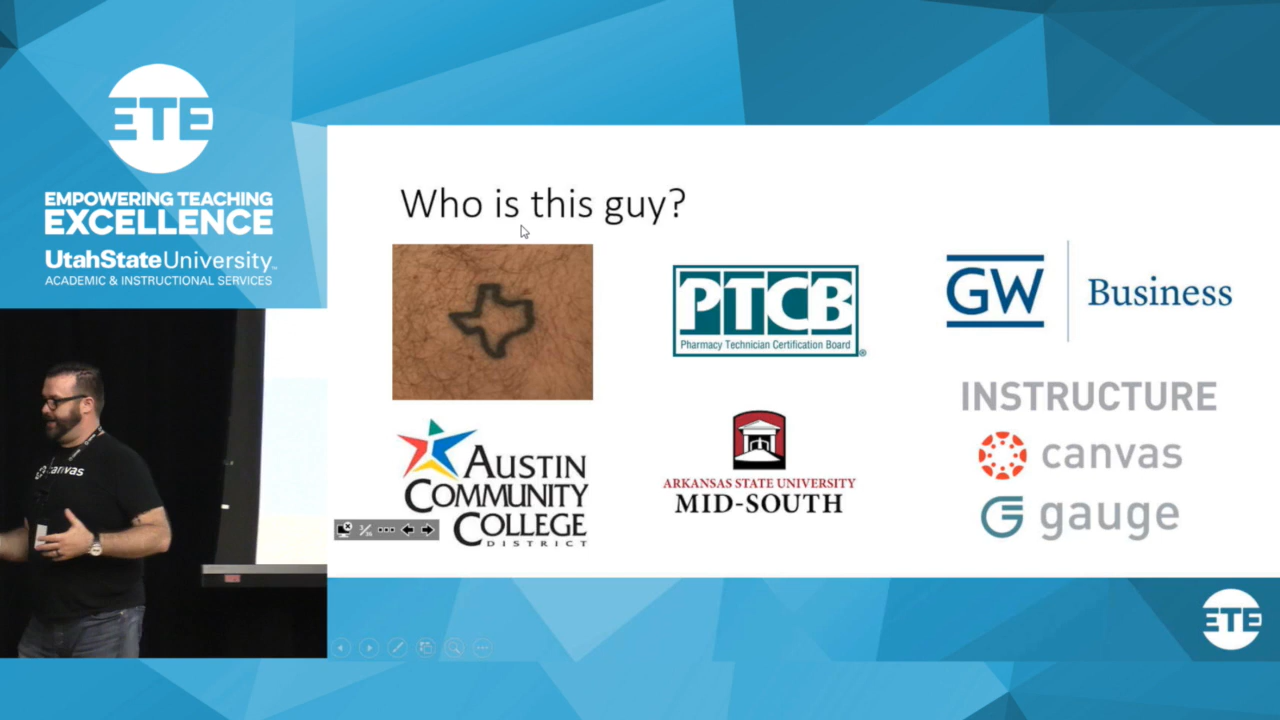 ETE
EMPOWERING TEACHING
EXCELLENCE
UtahStateUniversity™
ACADEMIC & INSTRUCTIONAL SERVICES
Who is this guy?
PTCB
Pharmacy Technician Certification Board
®
GW
Business
AUSTIN
COMMUNITY
COLLEGE
DISTRICT
ARKANSAS STATE UNIVERSITY
MID-SOUTH
INSTRUCTURE
canvas
gauge
canvas
ETE